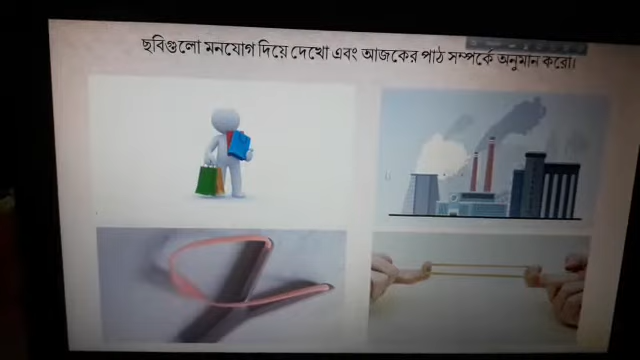 ছবিগুলো মনযোগ দিয়ে দেখো এবং আজকের পাঠ সম্পর্কে অনুমান করো।